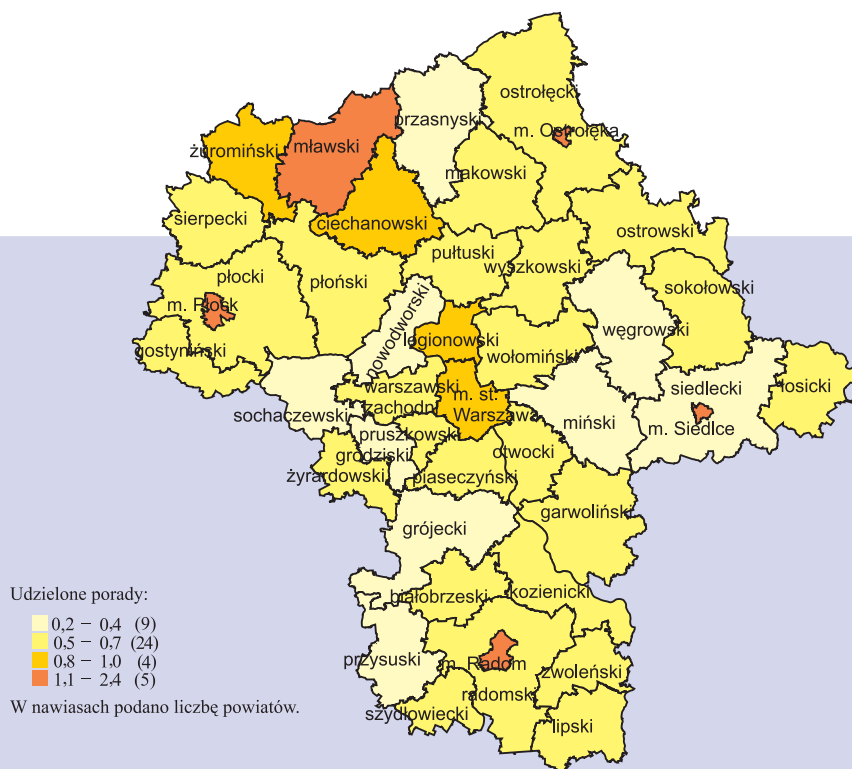 ostrołęcki
przasnyski
m. Ostrołęka
żuromiński
mławski
makowski
sierpecki
ciechanowski
ostrowski
pułtuski
wyszkowski
płocki
płoński
sokołowski
m. Płock
nowodworski
węgrowski
legionowski
gostyniński
wołomiński
warszawski
zachodni
siedlecki
łosicki
m. st.
Warszawa
sochaczewski
miński
m. Siedlce
pruszkowski
grodziski
otwocki
żyrardowski
piaseczyński
garwoliński
grójecki
białobrzeski
kozienicki
przysuski
m. Radom
zwoleński
radomski
szydłowiecki
lipski
Udzielone porady:
0,2 – 0,4 (9)
0,5 – 0,7 (24)
0,8 – 1,0 (4)
1,1 – 2,4 (5)
W nawiasach podano liczbę powiatów.